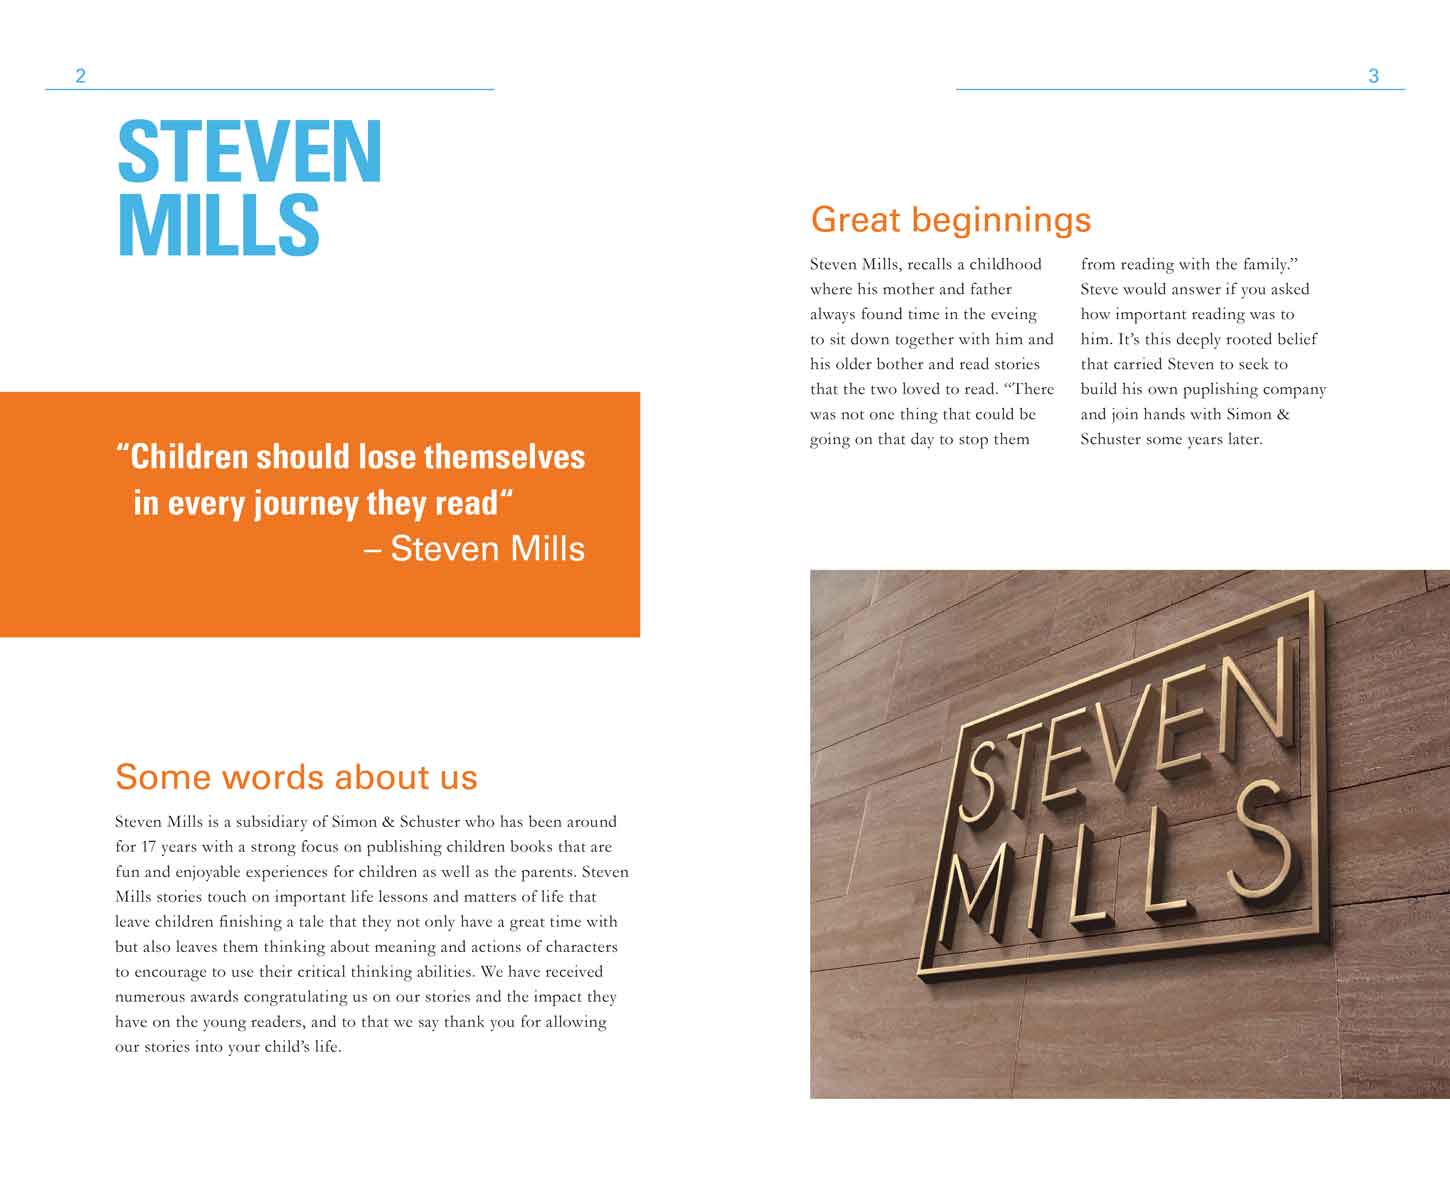 2
STEVEN
MILLS
“Children should lose themselves
in every journey they read“
– Steven Mills
Some words about us
Steven Mills is a subsidiary of Simon & Schuster who has been around
for 17 years with a strong focus on publishing children books that are
fun and enjoyable experiences for children as well as the parents. Steven
Mills stories touch on important life lessons and matters of life that
leave children finishing a tale that they not only have a great time with
but also leaves them thinking about meaning and actions of characters
to encourage to use their critical thinking abilities. We have received
numerous awards congratulating us on our stories and the impact they
have on the young readers, and to that we say thank you for allowing
our stories into your child’s life.
3
Great beginnings
Steven Mills, recalls a childhood
where his mother and father
always found time in the eveing
to sit down together with him and
his older bother and read stories
that the two loved to read. “There
was not one thing that could be
going on that day to stop them
from reading with the family.”
Steve would answer if you asked
how important reading was to
him. It’s this deeply rooted belief
that carried Steven to seek to
build his own puplishing company
and join hands with Simon &
Schuster some years later.
STEVEN
MILLS